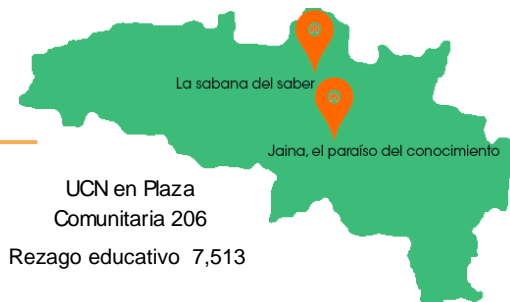 La sabana del saber
Jaina, el paraíso del conocimiento
UCN en Plaza
Comunitaria 206
Rezago educativo 7,513